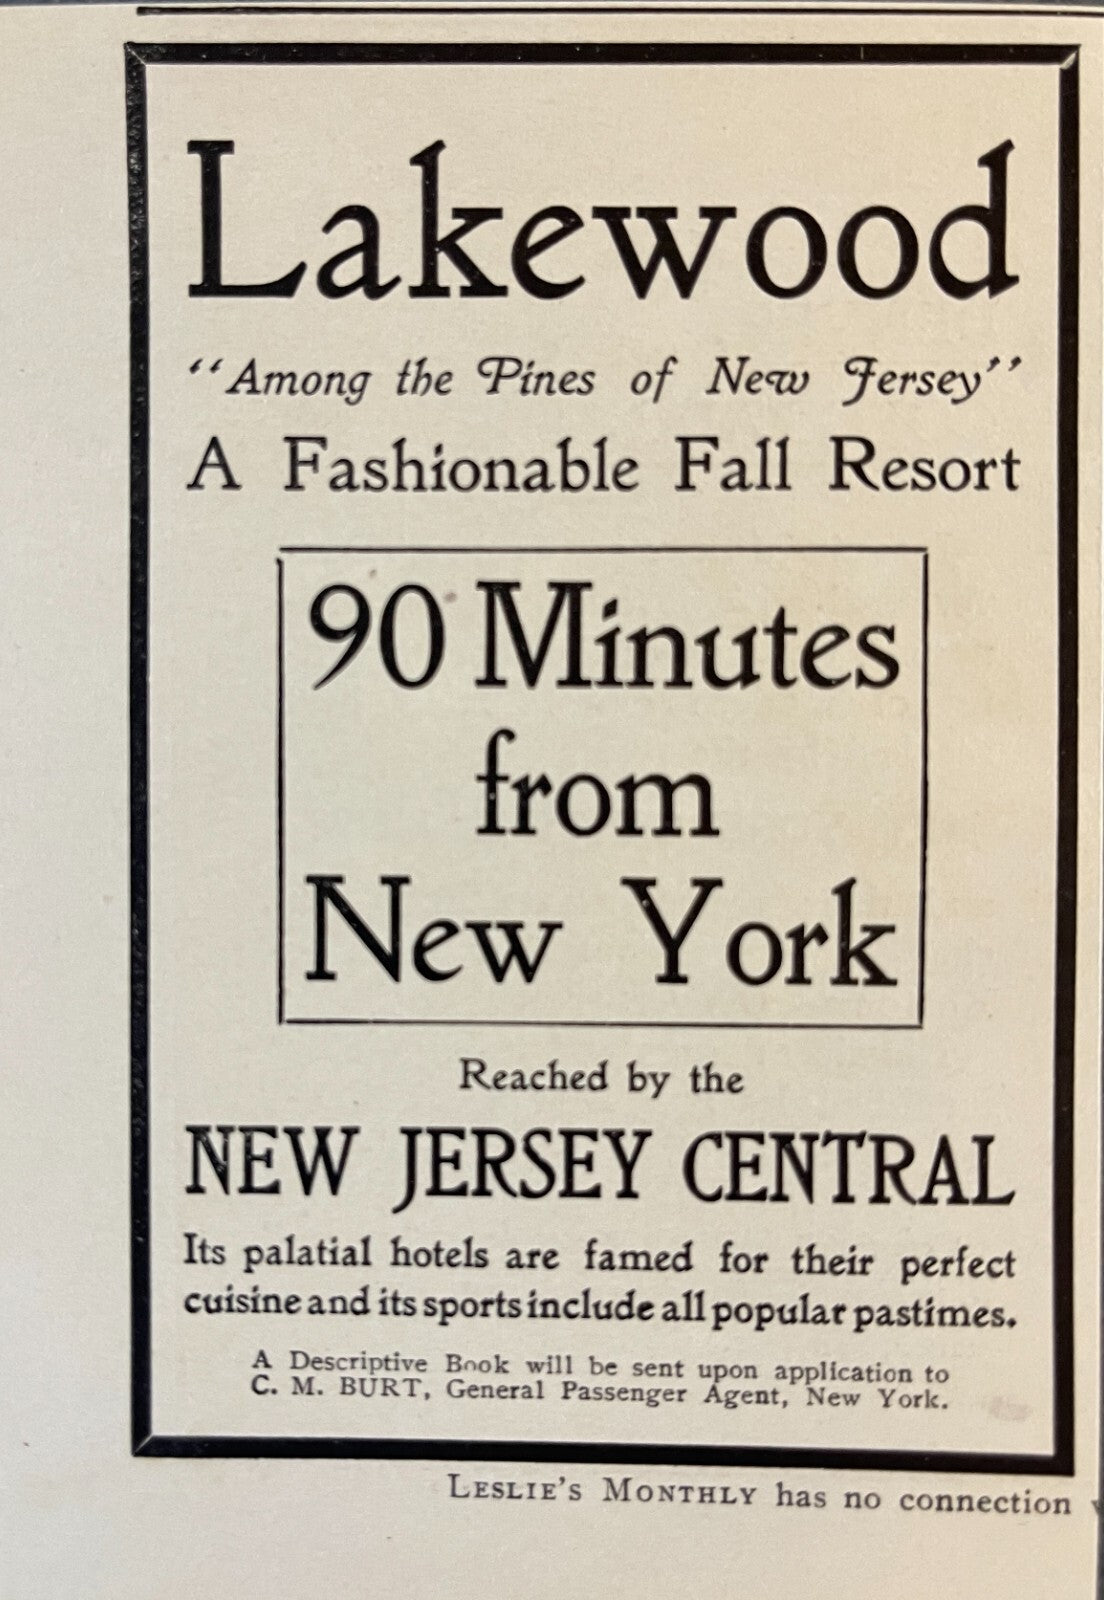 Lakewood
“Among the Pines of New Jersey”
A Fashionable Fall Resort
90 Minutes
from
New York
Reached by the
NEW JERSEY CENTRAL
Its palatial hotels are famed for their perfect
cuisine and its sports include all popular pastimes.
A Descriptive Book will be sent upon application to
C. M. BURT, General Passenger Agent, New York.
LESLIE'S MONTHLY has no connection